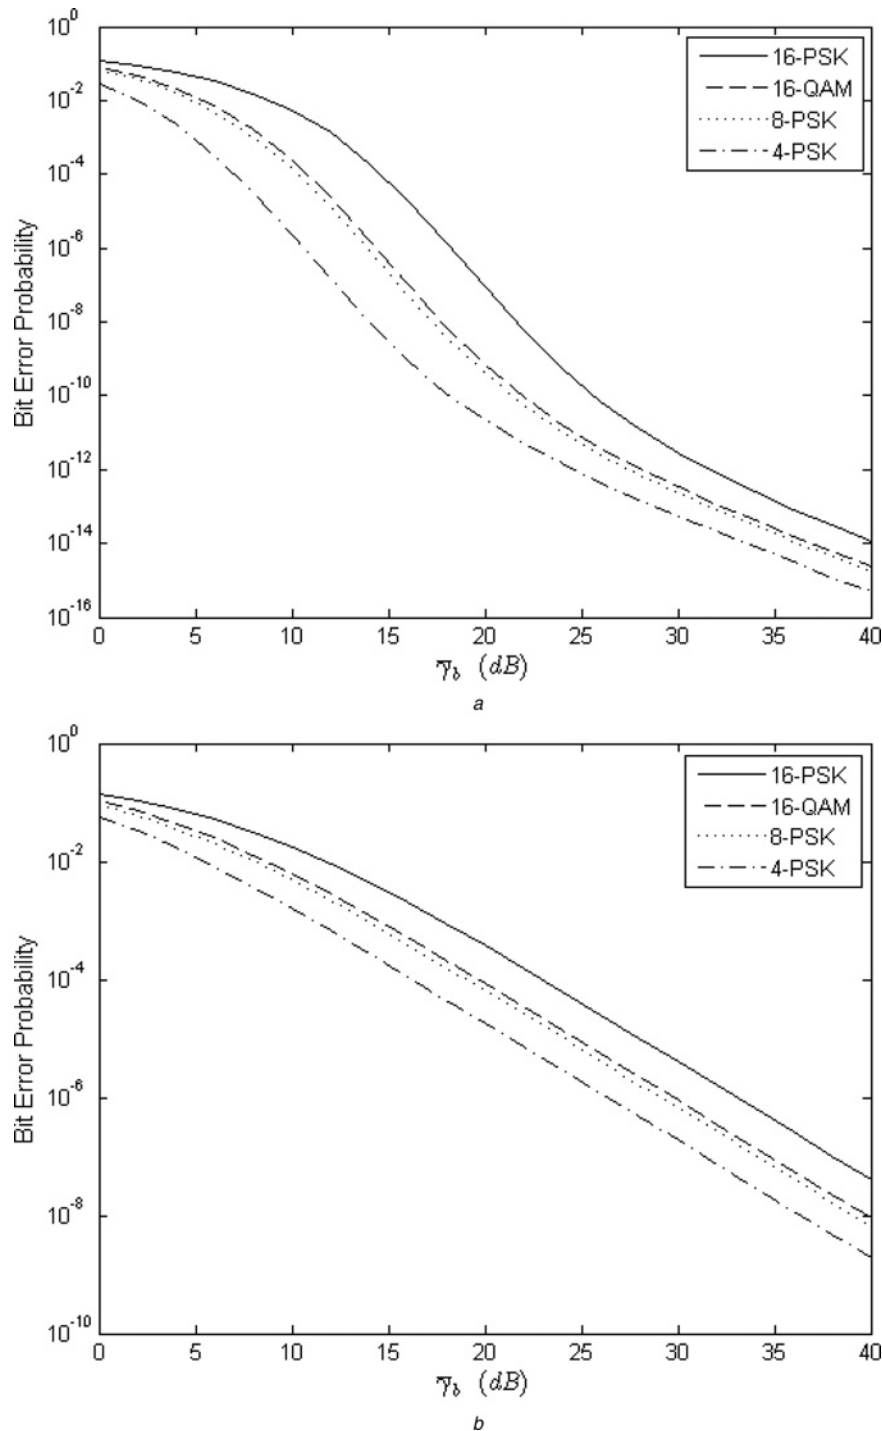 10^0
10^-2
10^-4
10^-6
10^-8
10^-10
10^-12
10^-14
10^-16
Bit Error Probability
16-PSK
16-QAM
8-PSK
4-PSK
0 5 10 15 20 25 30 35 40
γ̄_b (dB)
a
10^0
10^-2
10^-4
10^-6
10^-8
10^-10
Bit Error Probability
16-PSK
16-QAM
8-PSK
4-PSK
0 5 10 15 20 25 30 35 40
γ̄_b (dB)
b